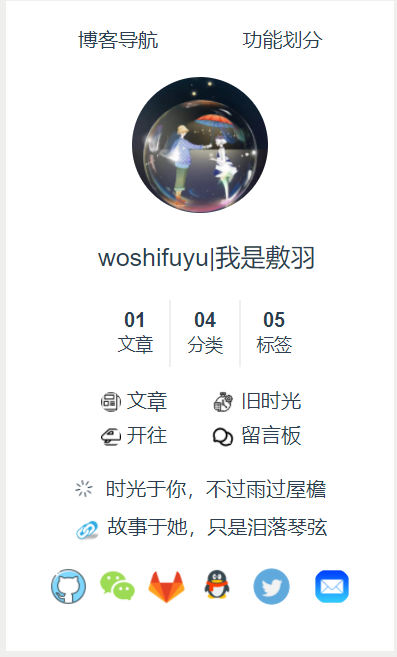 博客导航 功能划分
woshifuyu|我是敷羽
01 04 05
文章 分类 标签
文章 旧时光
开往 留言板
时光于你，不过雨过屋檐
故事于她，只是泪落琴弦